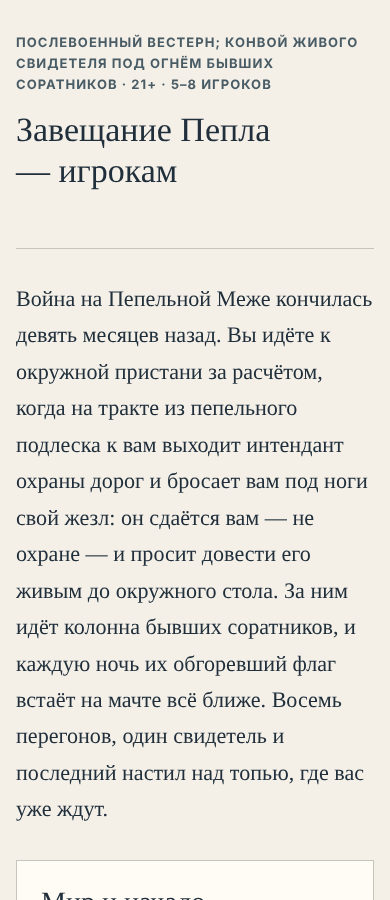 ПОСЛЕВОЕННЫЙ ВЕСТЕРН; КОНВОЙ ЖИВОГО
СВИДЕТЕЛЯ ПОД ОГНЁМ БЫВШИХ
СОРАТНИКОВ · 21+ · 5–8 ИГРОКОВ
Завещание Пепла
— игрокам
Война на Пепельной Меже кончилась
девять месяцев назад. Вы идёте к
окружной пристани за расчётом,
когда на тракте из пепельного
подлеска к вам выходит интендант
охраны дорог и бросает вам под ноги
свой жезл: он сдаётся вам — не
охране — и просит довести его
живым до окружного стола. За ним
идёт колонна бывших соратников, и
каждую ночь их обгоревший флаг
встаёт на мачте всё ближе. Восемь
перегонов, один свидетель и
последний настил над топью, где вас
уже ждут.
Мир и начало